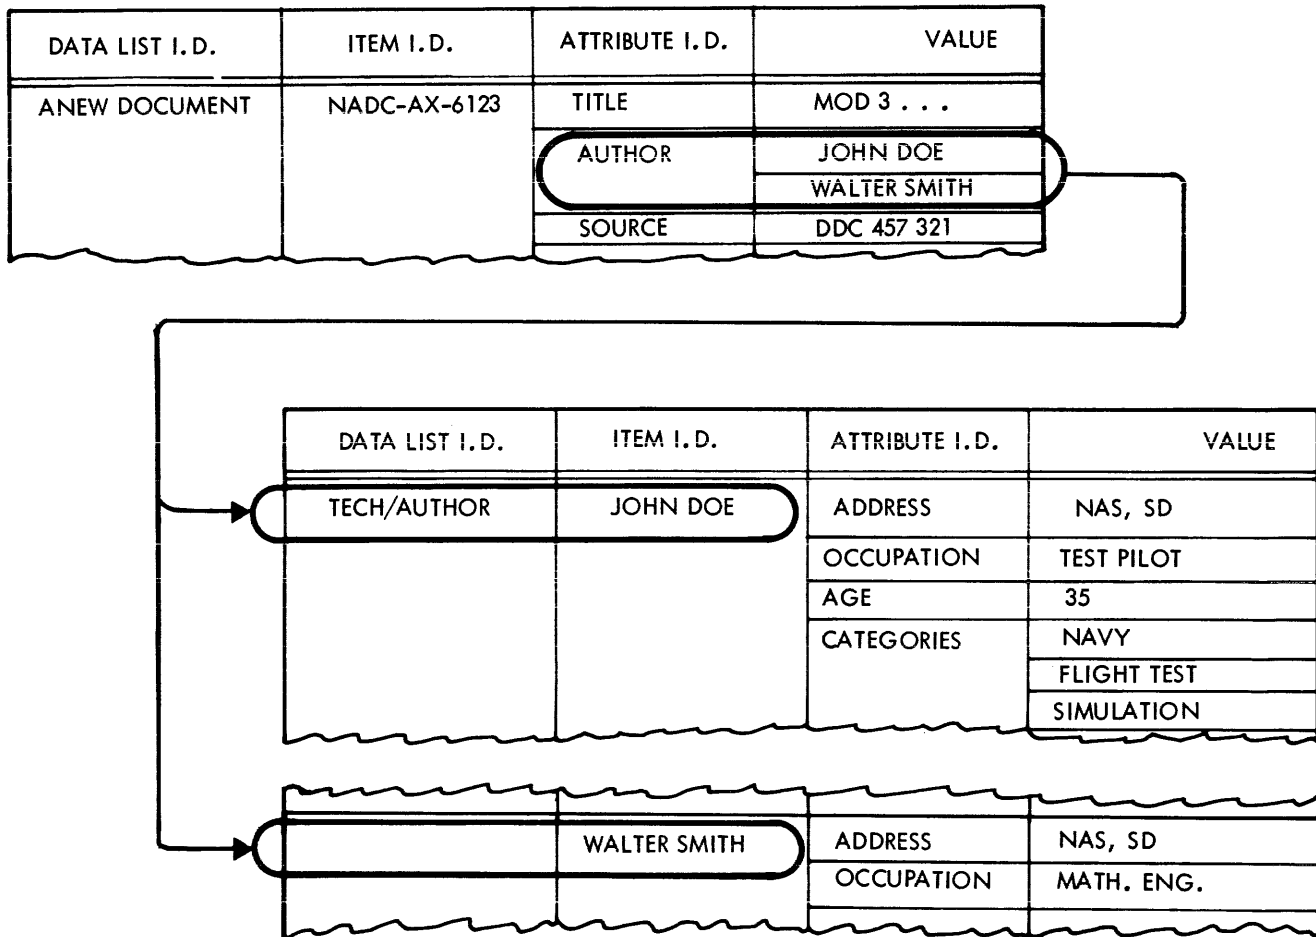 DATA LIST I.D. ITEM I.D. ATTRIBUTE I.D. VALUE
ANEW DOCUMENT NADC-AX-6123 TITLE MOD 3 . . .
AUTHOR JOHN DOE
WALTER SMITH
SOURCE DDC 457 321
DATA LIST I.D. ITEM I.D. ATTRIBUTE I.D. VALUE
TECH/AUTHOR JOHN DOE ADDRESS NAS, SD
OCCUPATION TEST PILOT
AGE 35
CATEGORIES NAVY
FLIGHT TEST
SIMULATION
WALTER SMITH ADDRESS NAS, SD
OCCUPATION MATH. ENG.